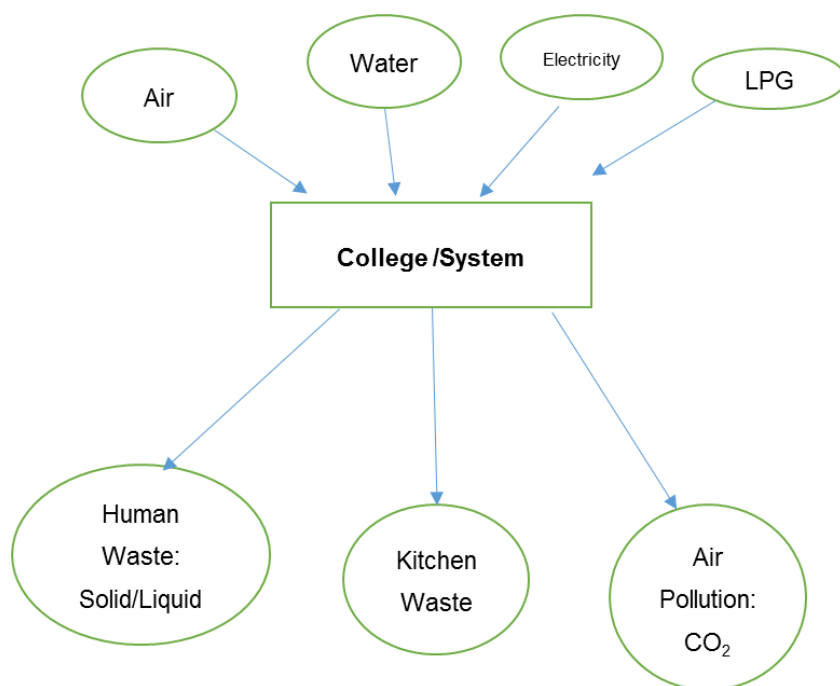 Air
Water
Electricity
LPG
College/System
Human
Waste:
Solid/Liquid
Kitchen
Waste
Air
Pollution:
CO₂